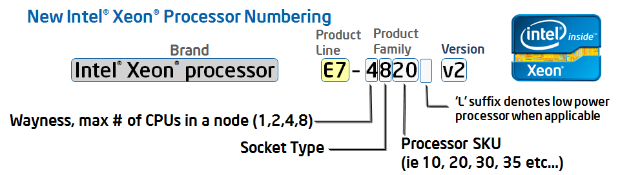 New Intel® Xeon® Processor Numbering
Brand
Product
Line
Product
Family
Version
Intel® Xeon® processor
E7 - 4820 v2
'L' suffix denotes low power
processor when applicable
Wayness, max # of CPUs in a node (1,2,4,8)
Socket Type
Processor SKU
(ie 10, 20, 30, 35 etc...)
intel inside™
Xeon®